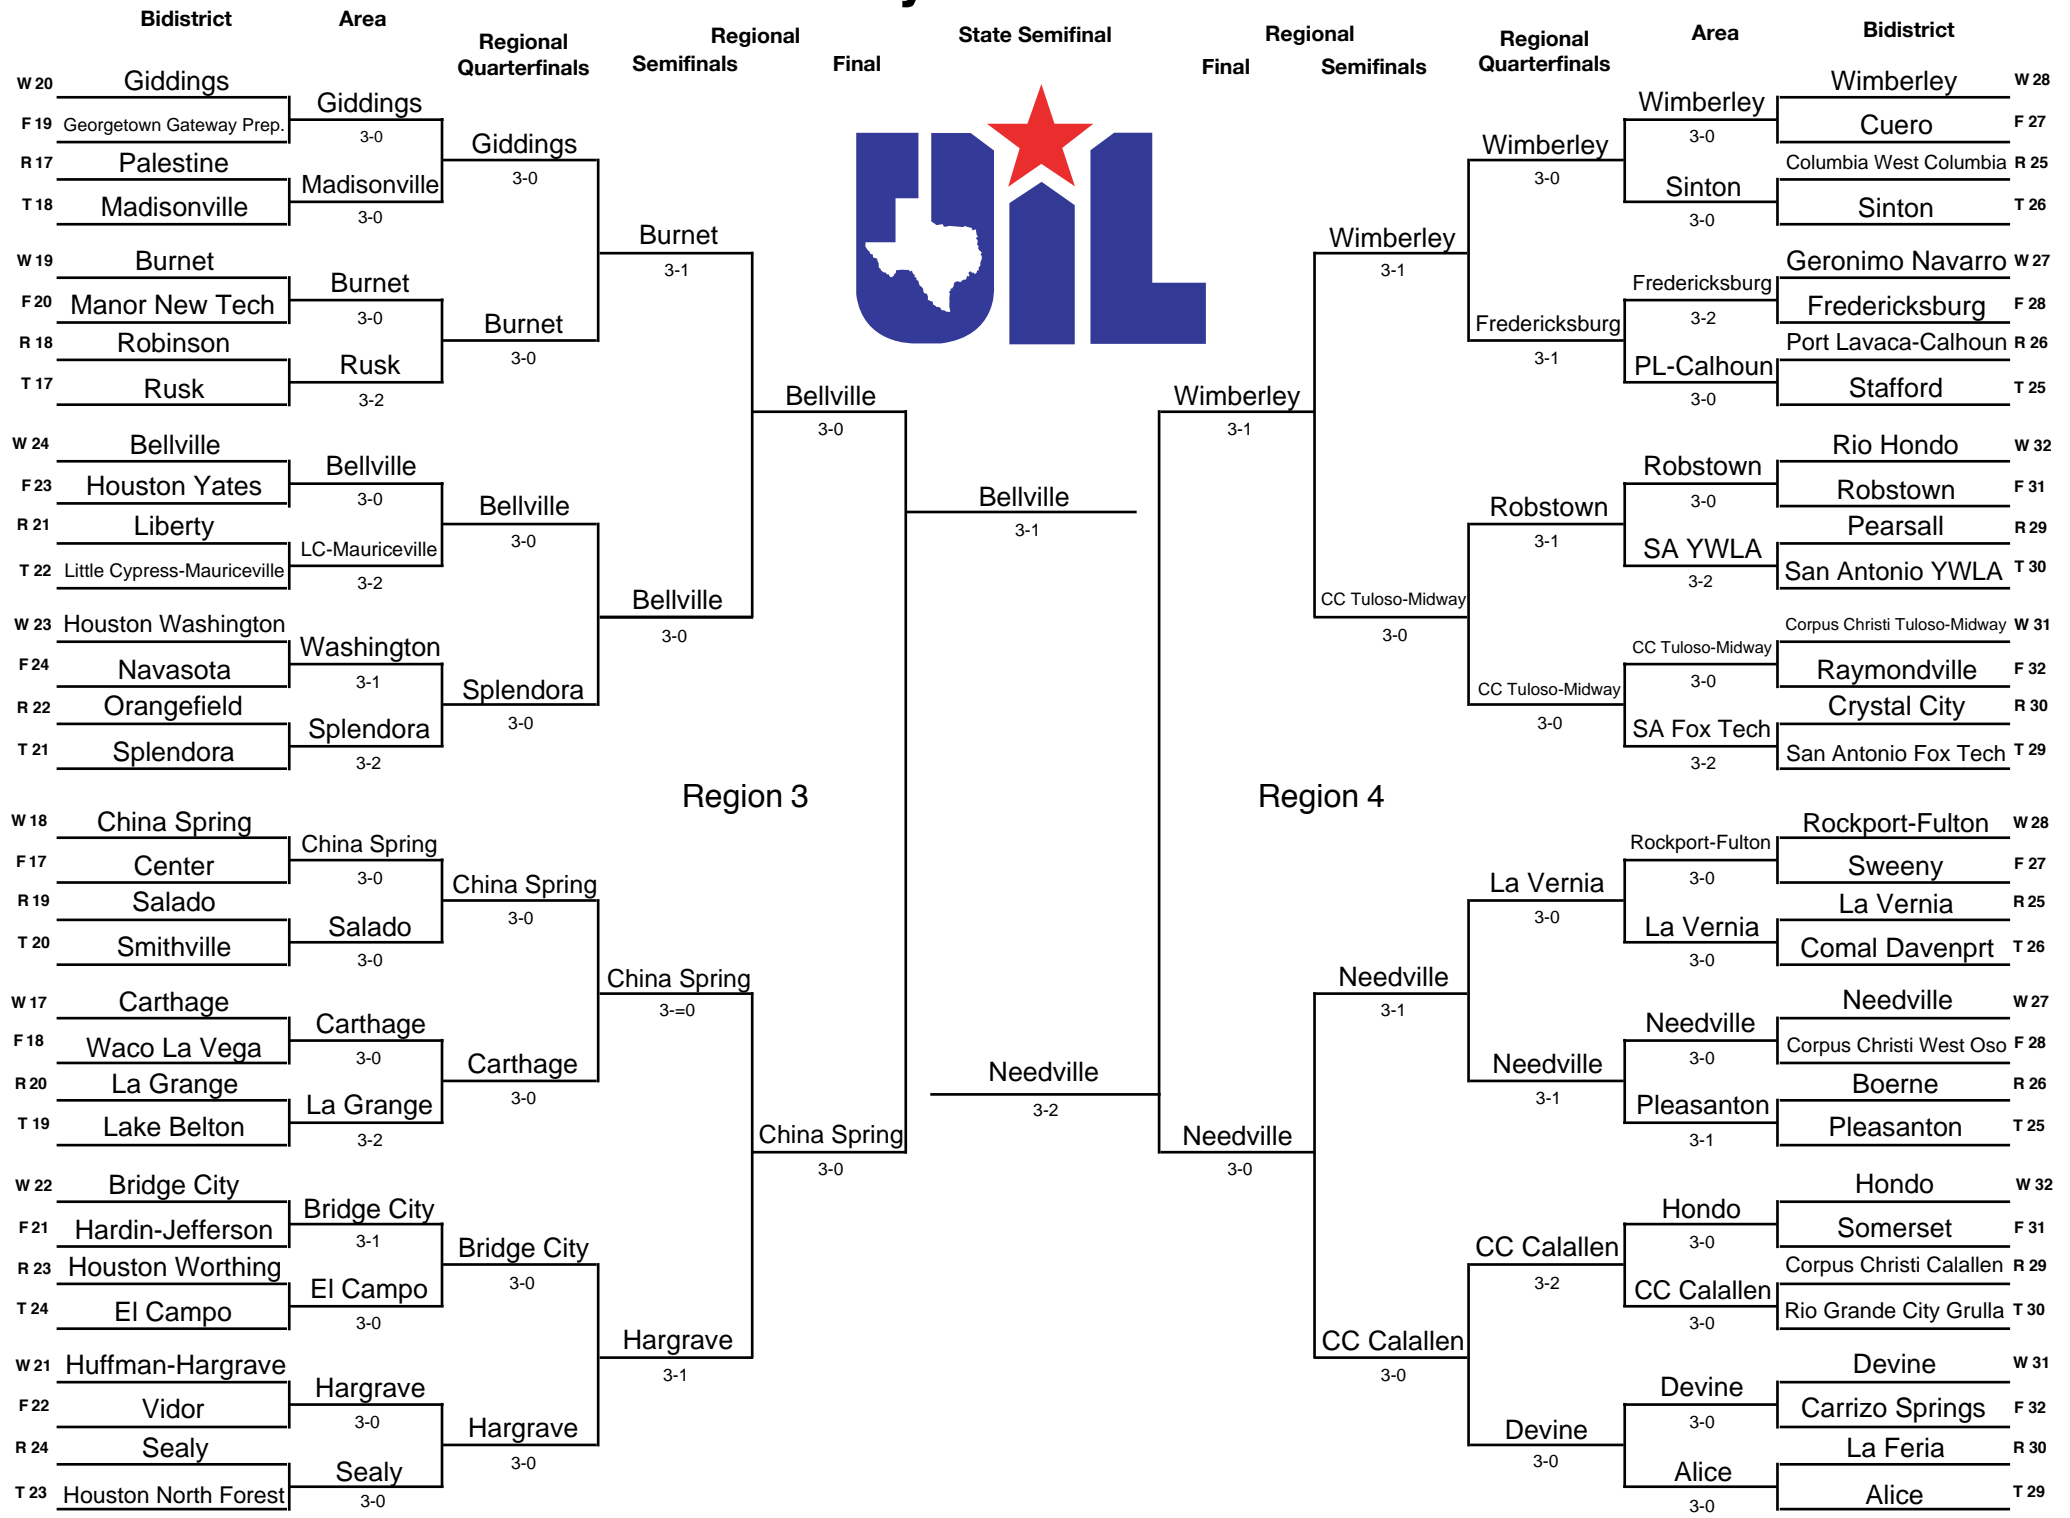 y
Bidistrict
Area
Regional
Quarterfinals
Regional
Semifinals
Final
State Semifinal
Regional
Final
Semifinals
Regional
Quarterfinals
Area
Bidistrict
UIL
W 20 Giddings
F 19 Georgetown Gateway Prep.
R 17 Palestine
T 18 Madisonville
W 19 Burnet
F 20 Manor New Tech
R 18 Robinson
T 17 Rusk
W 24 Bellville
F 23 Houston Yates
R 21 Liberty
T 22 Little Cypress-Mauriceville
W 23 Houston Washington
F 24 Navasota
R 22 Orangefield
T 21 Splendora
W 18 China Spring
F 17 Center
R 19 Salado
T 20 Smithville
W 17 Carthage
F 18 Waco La Vega
R 20 La Grange
T 19 Lake Belton
W 22 Bridge City
F 21 Hardin-Jefferson
R 23 Houston Worthing
T 24 El Campo
W 21 Huffman-Hargrave
F 22 Vidor
R 24 Sealy
T 23 Houston North Forest
Giddings
3-0
Madisonville
3-0
Burnet
3-0
Rusk
3-2
Bellville
3-0
LC-Mauriceville
3-2
Washington
3-1
Splendora
3-2
China Spring
3-0
Salado
3-0
Carthage
3-0
La Grange
3-2
Bridge City
3-1
El Campo
3-0
Hargrave
3-0
Sealy
3-0
Giddings
3-0
Burnet
3-0
Bellville
3-0
Splendora
3-0
China Spring
3-0
Carthage
3-0
Bridge City
3-0
Hargrave
3-0
Burnet
3-1
Bellville
3-0
Region 3
China Spring
3-=0
Hargrave
3-1
Bellville
3-0
China Spring
3-0
Bellville
3-1
Needville
3-2
Wimberley
3-1
Needville
3-0
Wimberley
3-1
CC Tuloso-Midway
3-0
Region 4
Needville
3-1
CC Calallen
3-0
Wimberley
3-0
Fredericksburg
3-1
Robstown
3-1
CC Tuloso-Midway
3-0
La Vernia
3-0
Needville
3-1
CC Calallen
3-2
Devine
3-0
Wimberley
3-0
Sinton
3-0
Fredericksburg
3-2
PL-Calhoun
3-0
Robstown
3-0
SA YWLA
3-2
CC Tuloso-Midway
3-0
SA Fox Tech
3-2
Rockport-Fulton
3-0
La Vernia
3-0
Needville
3-0
Pleasanton
3-1
Hondo
3-0
CC Calallen
3-0
Devine
3-0
Alice
3-0
Wimberley W 28
Cuero F 27
Columbia West Columbia R 25
Sinton T 26
Geronimo Navarro W 27
Fredericksburg F 28
Port Lavaca-Calhoun R 26
Stafford T 25
Rio Hondo W 32
Robstown F 31
Pearsall R 29
San Antonio YWLA T 30
Corpus Christi Tuloso-Midway W 31
Raymondville F 32
Crystal City R 30
San Antonio Fox Tech T 29
Rockport-Fulton W 28
Sweeny F 27
La Vernia R 25
Comal Davenprt T 26
Needville W 27
Corpus Christi West Oso F 28
Boerne R 26
Pleasanton T 25
Hondo W 32
Somerset F 31
Corpus Christi Calallen R 29
Rio Grande City Grulla T 30
Devine W 31
Carrizo Springs F 32
La Feria R 30
Alice T 29